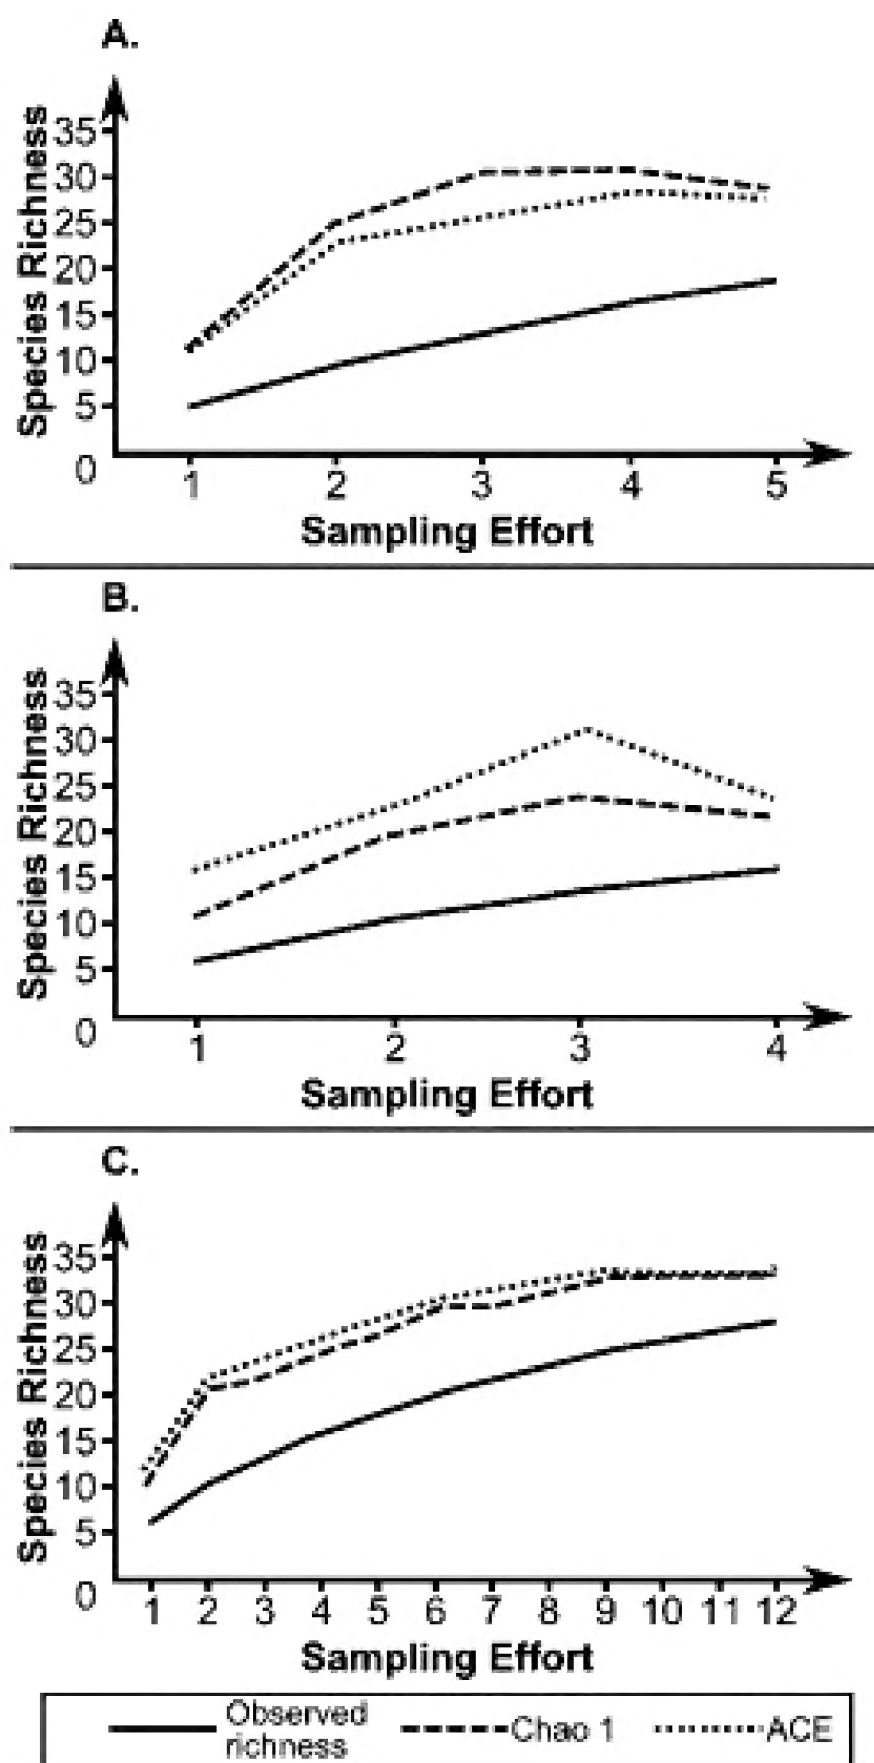 A.
Species Richness
35
30
25
20
15
10
5
0
1 2 3 4 5
Sampling Effort
B.
Species Richness
35
30
25
20
15
10
5
0
1 2 3 4
Sampling Effort
C.
Species Richness
35
30
25
20
15
10
5
0
1 2 3 4 5 6 7 8 9 10 11 12
Sampling Effort
Observed
richness
Chao 1
ACE